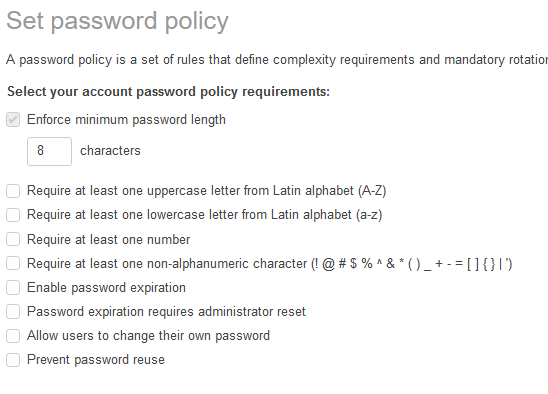 Set password policy
A password policy is a set of rules that define complexity requirements and mandatory rotation
Select your account password policy requirements:
Enforce minimum password length
8 characters
Require at least one uppercase letter from Latin alphabet (A-Z)
Require at least one lowercase letter from Latin alphabet (a-z)
Require at least one number
Require at least one non-alphanumeric character (! @ # $ % ^ & * ( ) _ + - = [ ] { } | ')
Enable password expiration
Password expiration requires administrator reset
Allow users to change their own password
Prevent password reuse